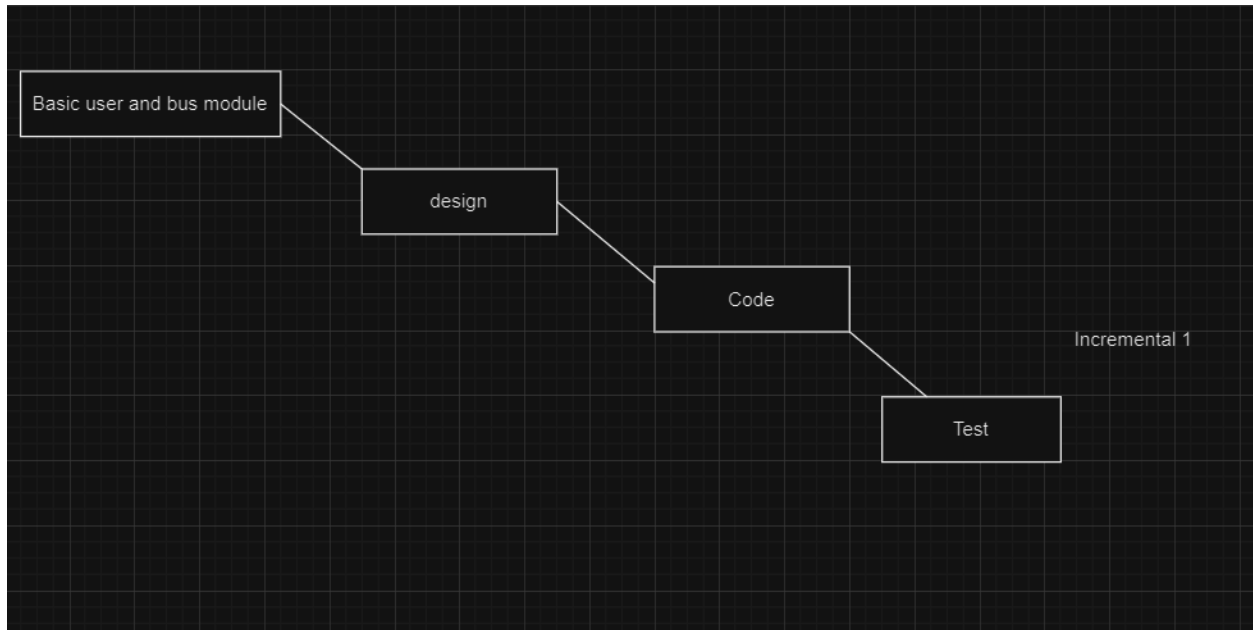 Basic user and bus module
design
Code
Incremental 1
Test